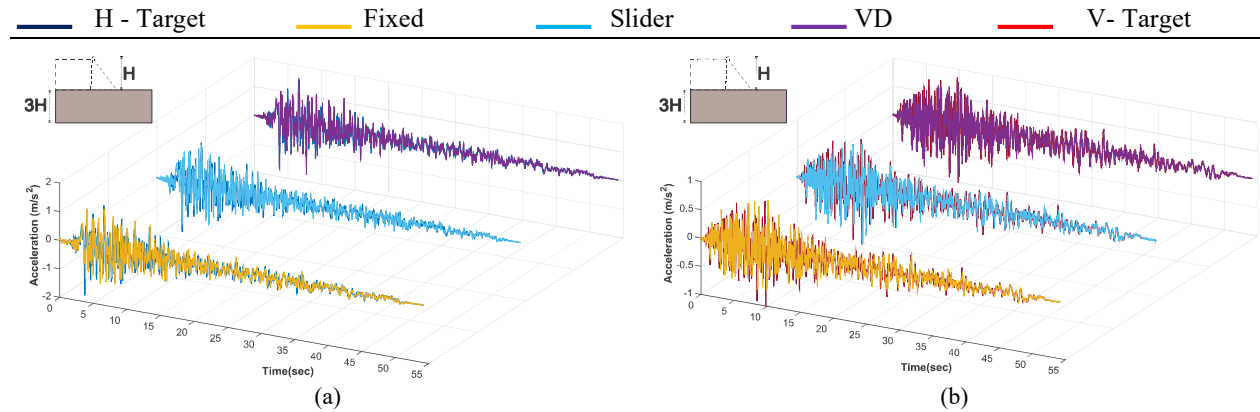 H - Target Fixed Slider VD V- Target
H
3H
Acceleration (m/s²)
2
1
0
-1
-2
0 5 10 15 20 25 30 35 40 45 50 55
Time(sec)
(a)
H
3H
Acceleration (m/s²)
1
0.5
0
-0.5
-1
0 5 10 15 20 25 30 35 40 45 50 55
Time(sec)
(b)